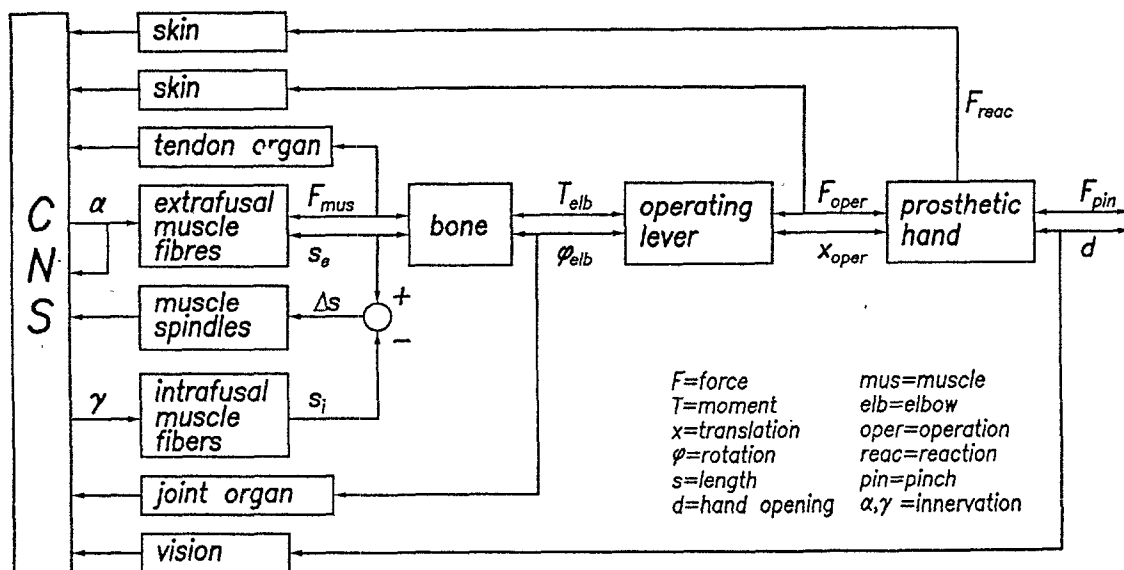 skin
skin
F_reac
tendon organ
C
N
S
α
extrafusal
muscle
fibres
F_mus
s_e
bone
T_elb
φ_elb
operating
lever
F_oper
x_oper
prosthetic
hand
F_pin
d
muscle
spindles
Δs
+
−
γ
intrafusal
muscle
fibers
s_i
joint organ
vision
F=force
T=moment
x=translation
φ=rotation
s=length
d=hand opening
mus=muscle
elb=elbow
oper=operation
reac=reaction
pin=pinch
α,γ =innervation